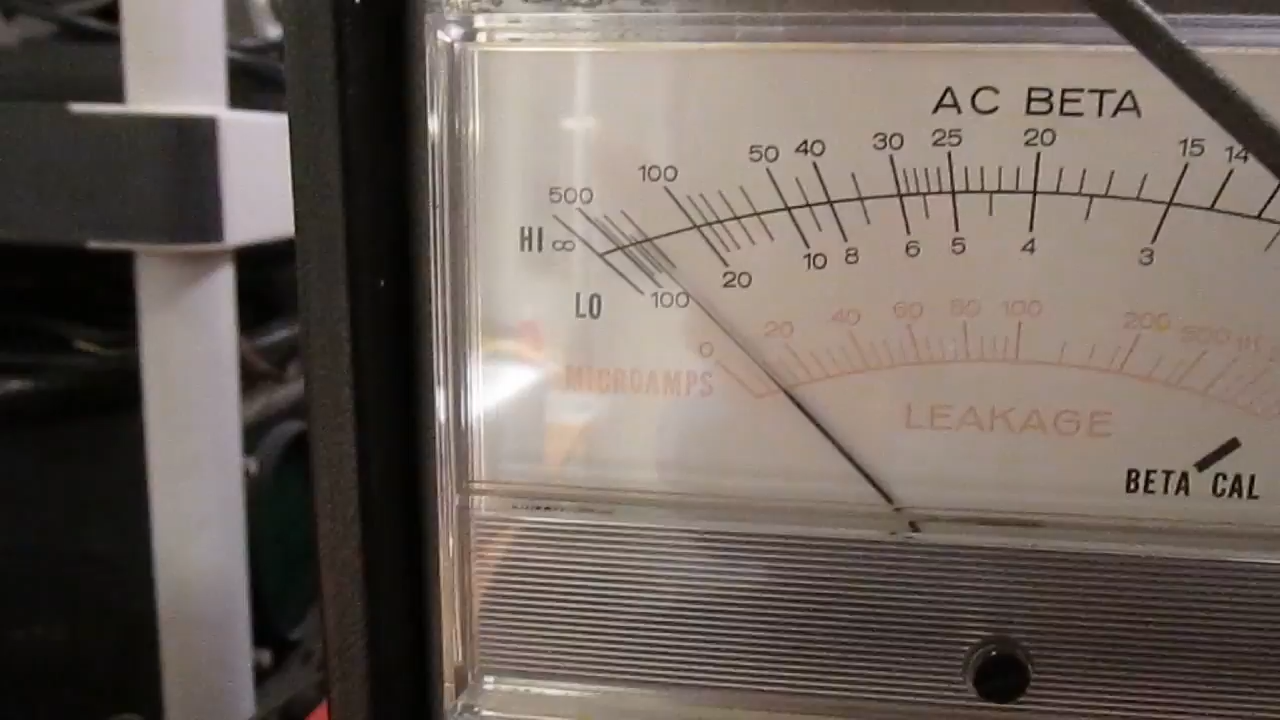 AC BETA
500 100 50 40 30 25 20 15 14
HI ∞
20 10 8 6 5 4 3
LO 100
0 20 40 60 80 100 200 500
MICROAMPS
LEAKAGE
BETA CAL